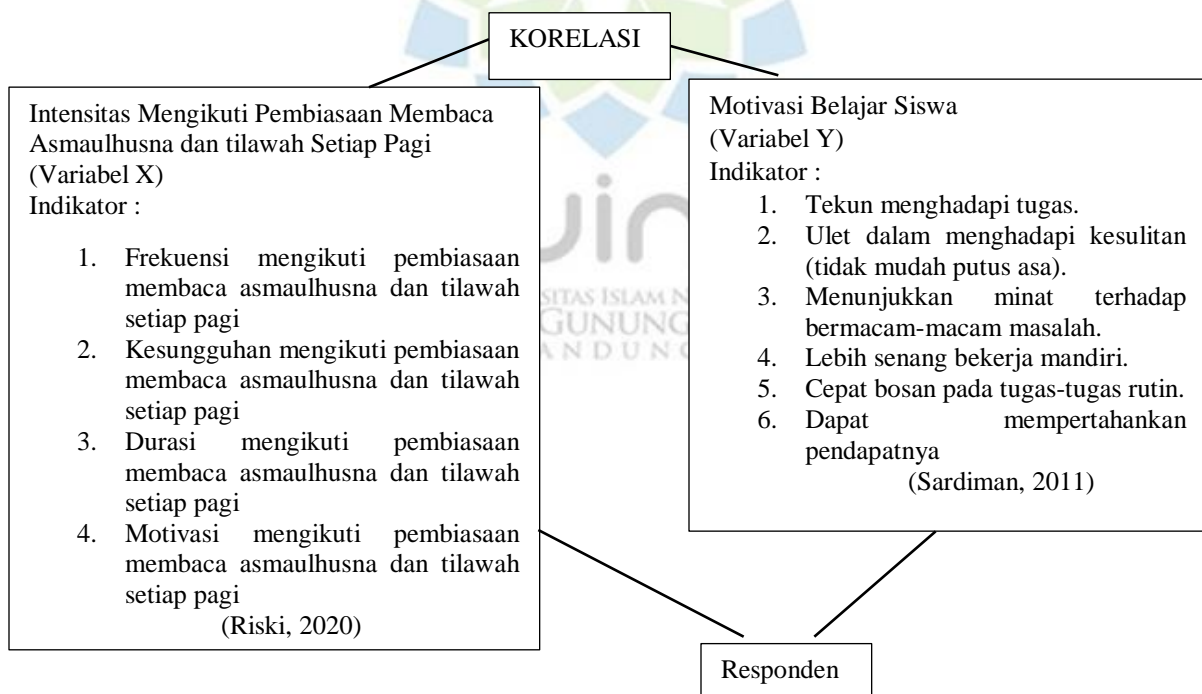 KORELASI
Intensitas Mengikuti Pembiasaan Membaca
Asmaulhusna dan tilawah Setiap Pagi
(Variabel X)
Indikator :
1. Frekuensi mengikuti pembiasaan
membaca asmaulhusna dan tilawah
setiap pagi
2. Kesungguhan mengikuti pembiasaan
membaca asmaulhusna dan tilawah
setiap pagi
3. Durasi mengikuti pembiasaan
membaca asmaulhusna dan tilawah
setiap pagi
4. Motivasi mengikuti pembiasaan
membaca asmaulhusna dan tilawah
setiap pagi
(Riski, 2020)
Motivasi Belajar Siswa
(Variabel Y)
Indikator :
1. Tekun menghadapi tugas.
2. Ulet dalam menghadapi kesulitan
(tidak mudah putus asa).
3. Menunjukkan minat terhadap
bermacam-macam masalah.
4. Lebih senang bekerja mandiri.
5. Cepat bosan pada tugas-tugas rutin.
6. Dapat mempertahankan
pendapatnya
(Sardiman, 2011)
ISLAM
GUNUNG
Responden